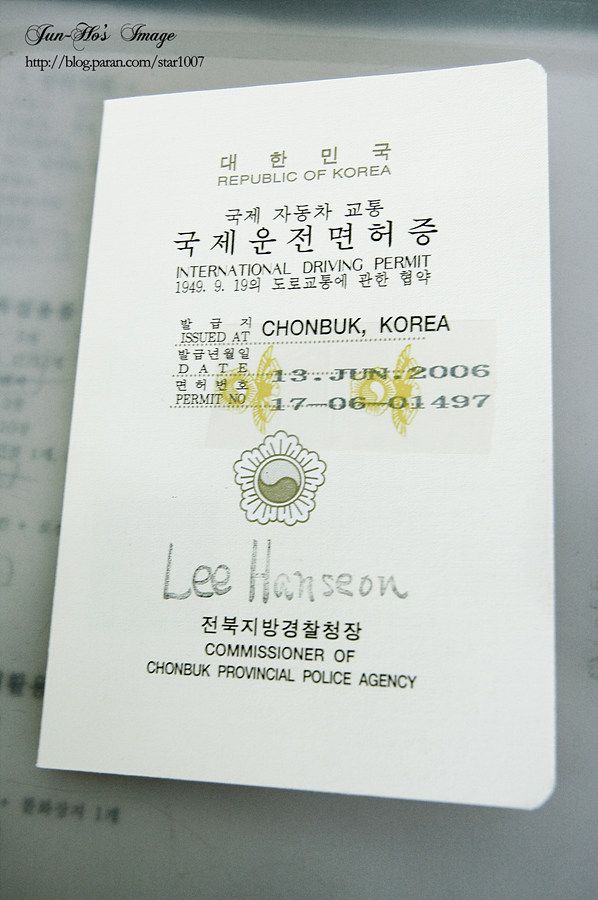 Jun-Ho's Image
http://blog.paran.com/star1007
대 한 민 국
REPUBLIC OF KOREA
국제 자동차 교통
국제운전면허증
INTERNATIONAL DRIVING PERMIT
1949. 9. 19의 도로교통에 관한 협약
발 급 지
ISSUED AT CHONBUK, KOREA
발급년월일
DATE 13.JUN.2006
면허번호
PERMIT NO 17-06-01497
Lee Hanseon
전북지방경찰청장
COMMISSIONER OF
CHONBUK PROVINCIAL POLICE AGENCY